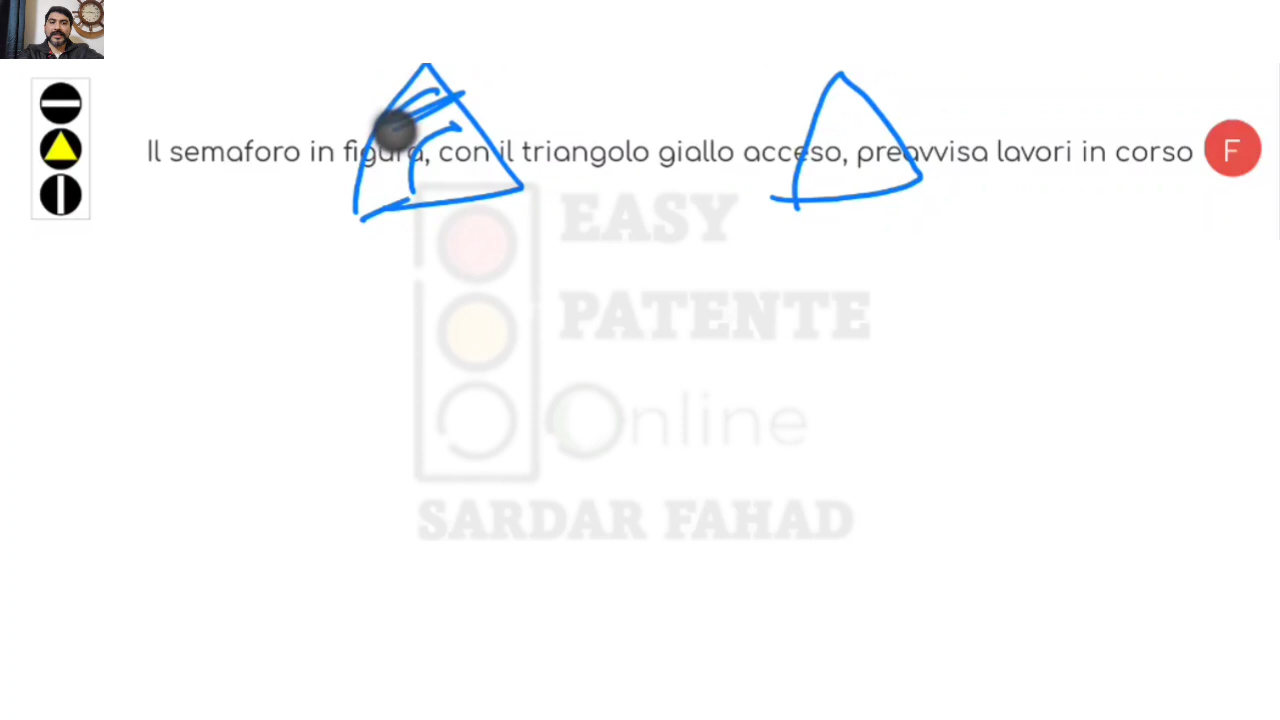 Il semaforo in figura, con il triangolo giallo acceso, preavvisa lavori in corso
F
EASY
PATENTE
Online
SARDAR FAHAD